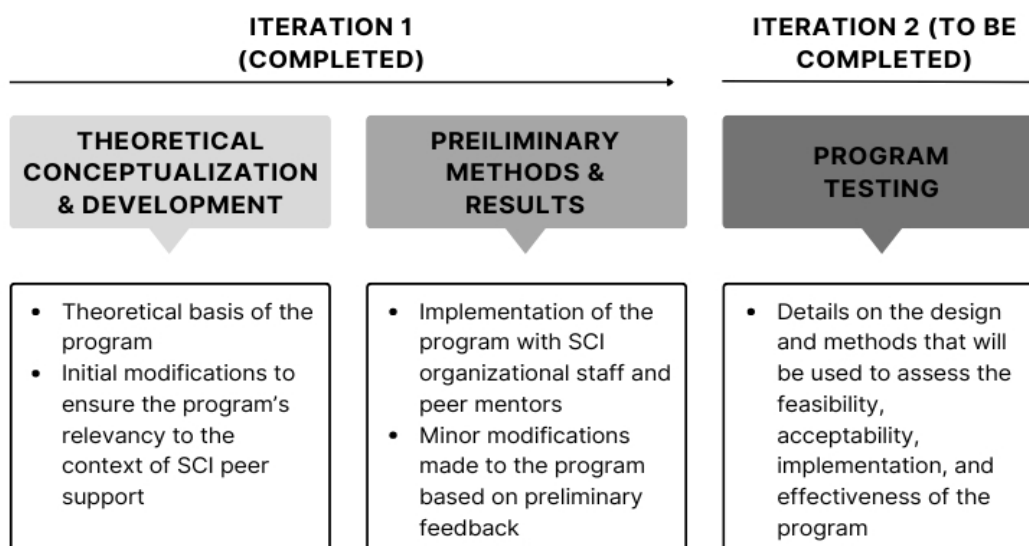 ITERATION 1
(COMPLETED)
ITERATION 2 (TO BE
COMPLETED)
THEORETICAL
CONCEPTUALIZATION
& DEVELOPMENT
PREILIMINARY
METHODS &
RESULTS
PROGRAM
TESTING
• Theoretical basis of the
program
• Initial modifications to
ensure the program's
relevancy to the
context of SCI peer
support
• Implementation of the
program with SCI
organizational staff and
peer mentors
• Minor modifications
made to the program
based on preliminary
feedback
• Details on the design
and methods that will
be used to assess the
feasibility,
acceptability,
implementation, and
effectiveness of the
program